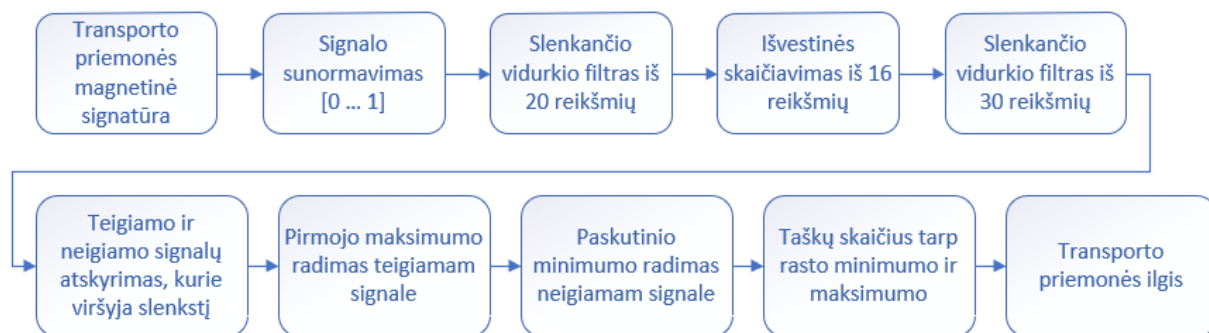 Transporto
priemonės
magnetinė
signatūra
Signalo
sunormavimas
[0 ... 1]
Slenkančio
vidurkio filtras iš
20 reikšmių
Išvestinės
skaičiavimas iš 16
reikšmių
Slenkančio
vidurkio filtras iš
30 reikšmių
Teigiamo ir
neigiamo signalų
atskyrimas, kurie
viršyja slenkstį
Pirmojo maksimumo
radimas teigiamam
signale
Paskutinio
minimumo radimas
neigiamam signale
Taškų skaičius tarp
rasto minimumo ir
maksimumo
Transporto
priemonės ilgis